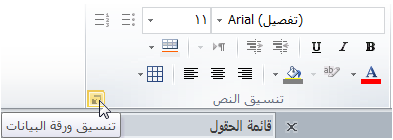 Arial (تفصيل) ١١
B I U
A
تنسيق النص
تنسيق ورقة البيانات
قائمة الحقول